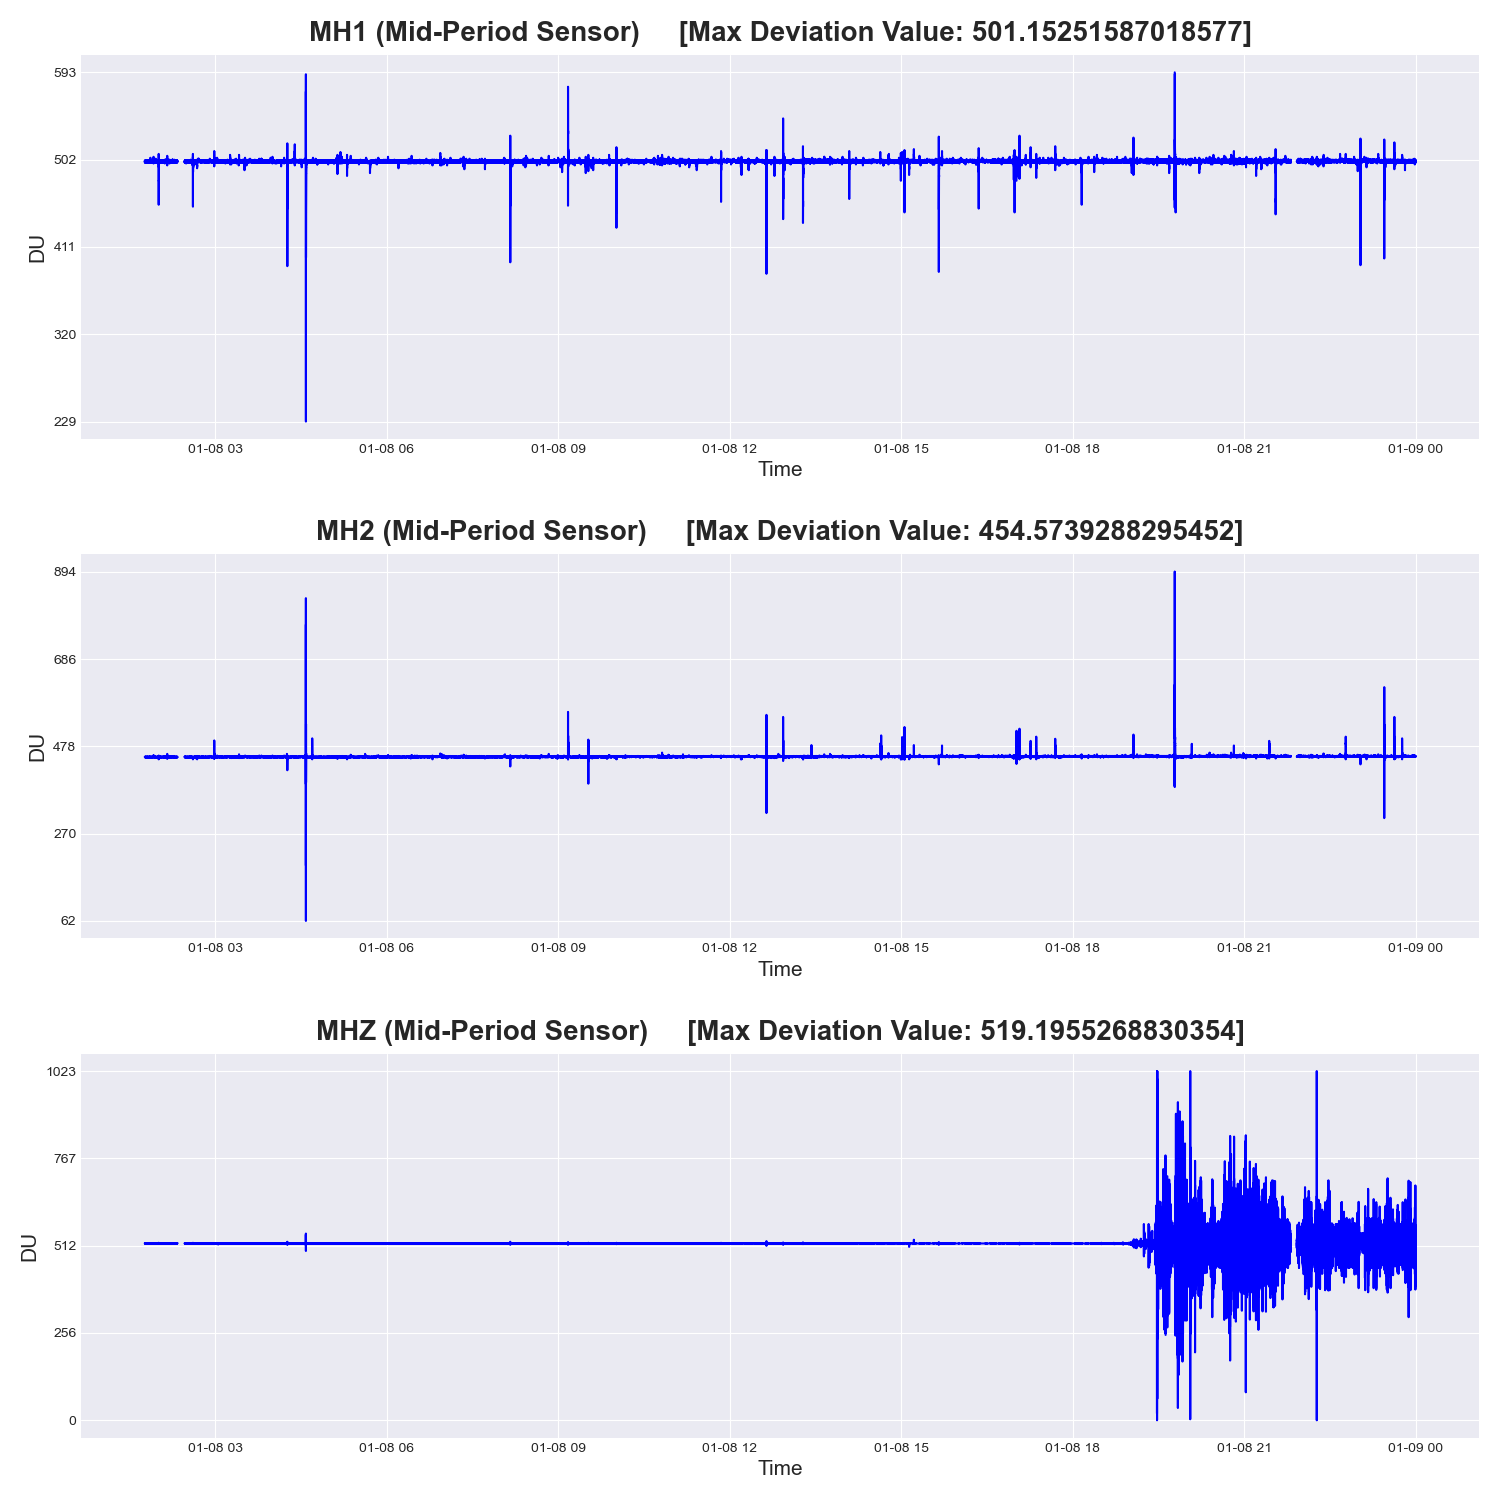 MH1 (Mid-Period Sensor) [Max Deviation Value: 501.15251587018577]
593
502
411
320
229
DU
01-08 03 01-08 06 01-08 09 01-08 12 01-08 15 01-08 18 01-08 21 01-09 00
Time
MH2 (Mid-Period Sensor) [Max Deviation Value: 454.5739288295452]
894
686
478
270
62
DU
01-08 03 01-08 06 01-08 09 01-08 12 01-08 15 01-08 18 01-08 21 01-09 00
Time
MHZ (Mid-Period Sensor) [Max Deviation Value: 519.1955268830354]
1023
767
512
256
0
DU
01-08 03 01-08 06 01-08 09 01-08 12 01-08 15 01-08 18 01-08 21 01-09 00
Time